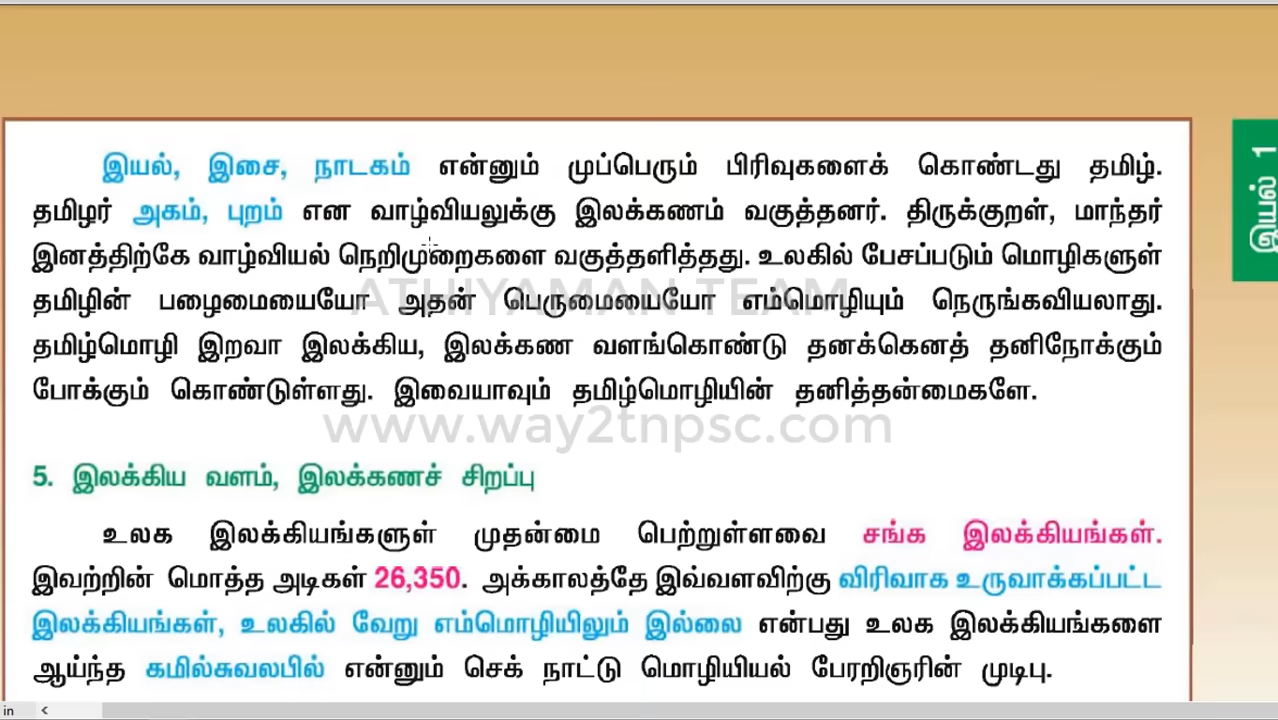 இயல், இசை, நாடகம் என்னும் முப்பெரும் பிரிவுகளைக் கொண்டது தமிழ்.
தமிழர் அகம், புறம் என வாழ்வியலுக்கு இலக்கணம் வகுத்தனர். திருக்குறள், மாந்தர்
இனத்திற்கே வாழ்வியல் நெறிமுறைகளை வகுத்தளித்தது. உலகில் பேசப்படும் மொழிகளுள்
தமிழின் பழைமையையோ அதன் பெருமையையோ எம்மொழியும் நெருங்கவியலாது.
ATHIYAMAN TEAM
தமிழ்மொழி இறவா இலக்கிய, இலக்கண வளங்கொண்டு தனக்கெனத் தனிநோக்கும்
போக்கும் கொண்டுள்ளது. இவையாவும் தமிழ்மொழியின் தனித்தன்மைகளே.
www.way2tnpsc.com
5. இலக்கிய வளம், இலக்கணச் சிறப்பு
உலக இலக்கியங்களுள் முதன்மை பெற்றுள்ளவை சங்க இலக்கியங்கள்.
இவற்றின் மொத்த அடிகள் 26,350. அக்காலத்தே இவ்வளவிற்கு விரிவாக உருவாக்கப்பட்ட
இலக்கியங்கள், உலகில் வேறு எம்மொழியிலும் இல்லை என்பது உலக இலக்கியங்களை
ஆய்ந்த கமில்சுவலபில் என்னும் செக் நாட்டு மொழியியல் பேரறிஞரின் முடிபு.
இயல் 1
in